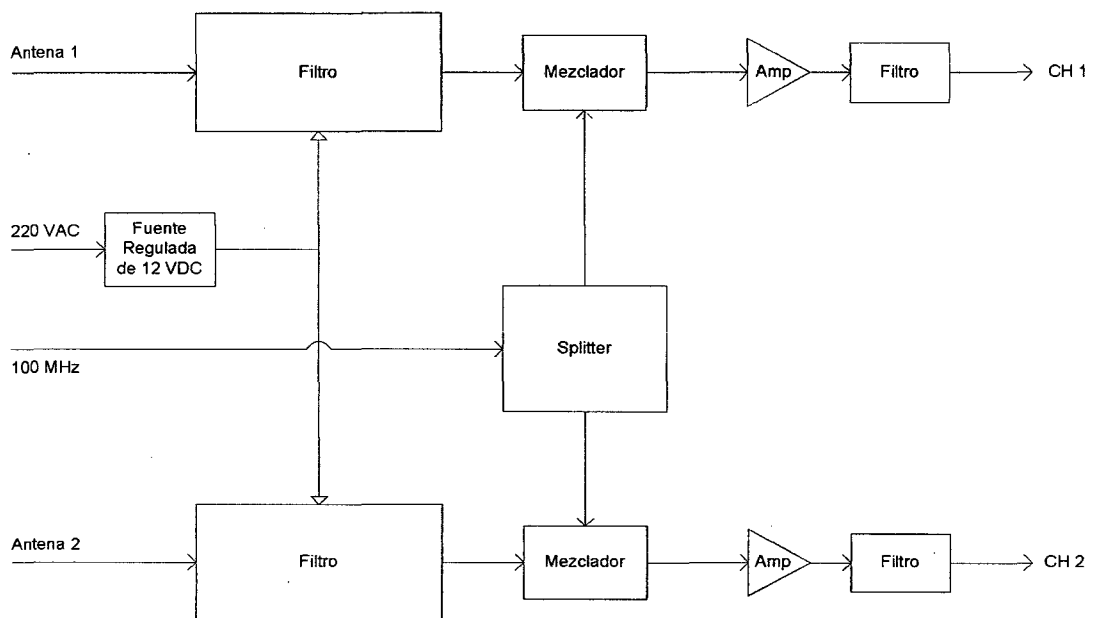 Antena 1
Filtro
Mezclador
Amp
Filtro
CH 1
220 VAC
Fuente
Regulada
de 12 VDC
100 MHz
Splitter
Antena 2
Filtro
Mezclador
Amp
Filtro
CH 2